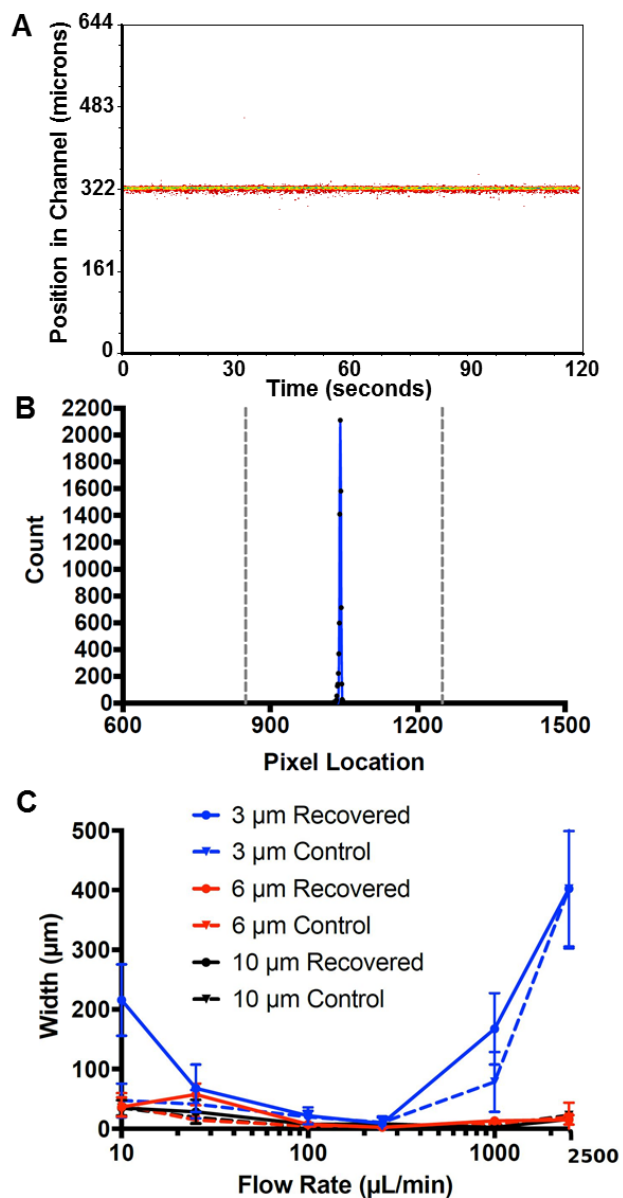 A
Position in Channel (microns)
644
483
322
161
0
0 30 60 90 120
Time (seconds)
B
Count
2200
2000
1800
1600
1400
1200
1000
800
600
400
200
0
600 900 1200 1500
Pixel Location
C
3 µm Recovered
3 µm Control
6 µm Recovered
6 µm Control
10 µm Recovered
10 µm Control
Width (µm)
500
400
300
200
100
0
10 100 1000 2500
Flow Rate (µL/min)